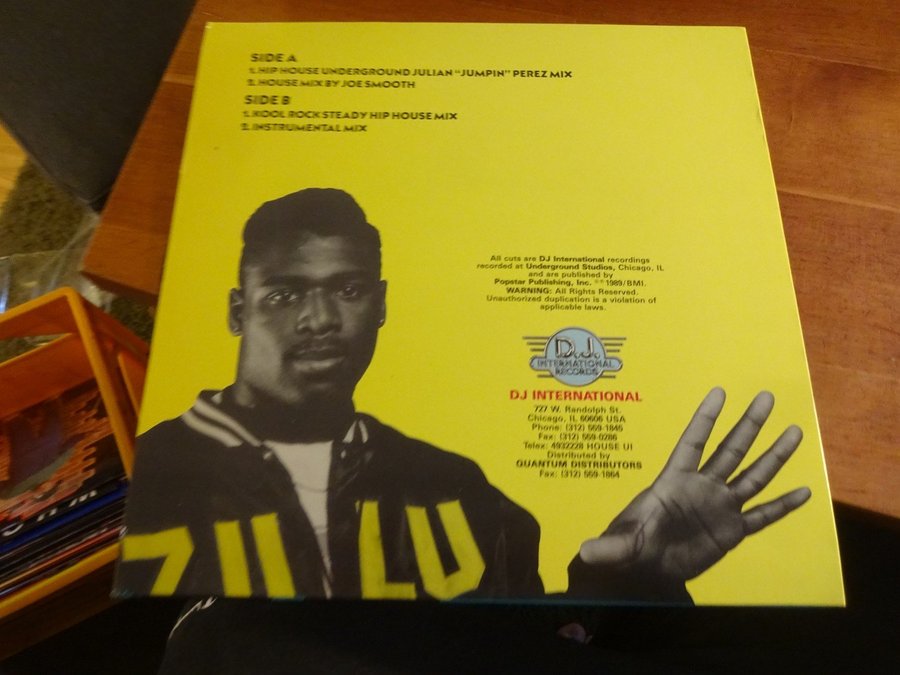 SIDE A
1. HIP HOUSE UNDERGROUND JULIAN "JUMPIN" PEREZ MIX
2. HOUSE MIX BY JOE SMOOTH
SIDE B
1. KOOL ROCK STEADY HIP HOUSE MIX
2. INSTRUMENTAL MIX
All cuts are DJ International recordings
recorded at Underground Studios, Chicago, IL
and are published by
Popstar Publishing, Inc. ©℗1989/BMI.
WARNING: All Rights Reserved.
Unauthorized duplication is a violation of
applicable laws.
D.J.
INTERNATIONAL
RECORDS
DJ INTERNATIONAL
727 W. Randolph St.
Chicago, IL 60606 USA
Phone: (312) 559-1845
Fax: (312) 559-0286
Telex: 4932228 HOUSE UI
Distributed by
QUANTUM DISTRIBUTORS
Fax: (312) 559-1864
ZULU